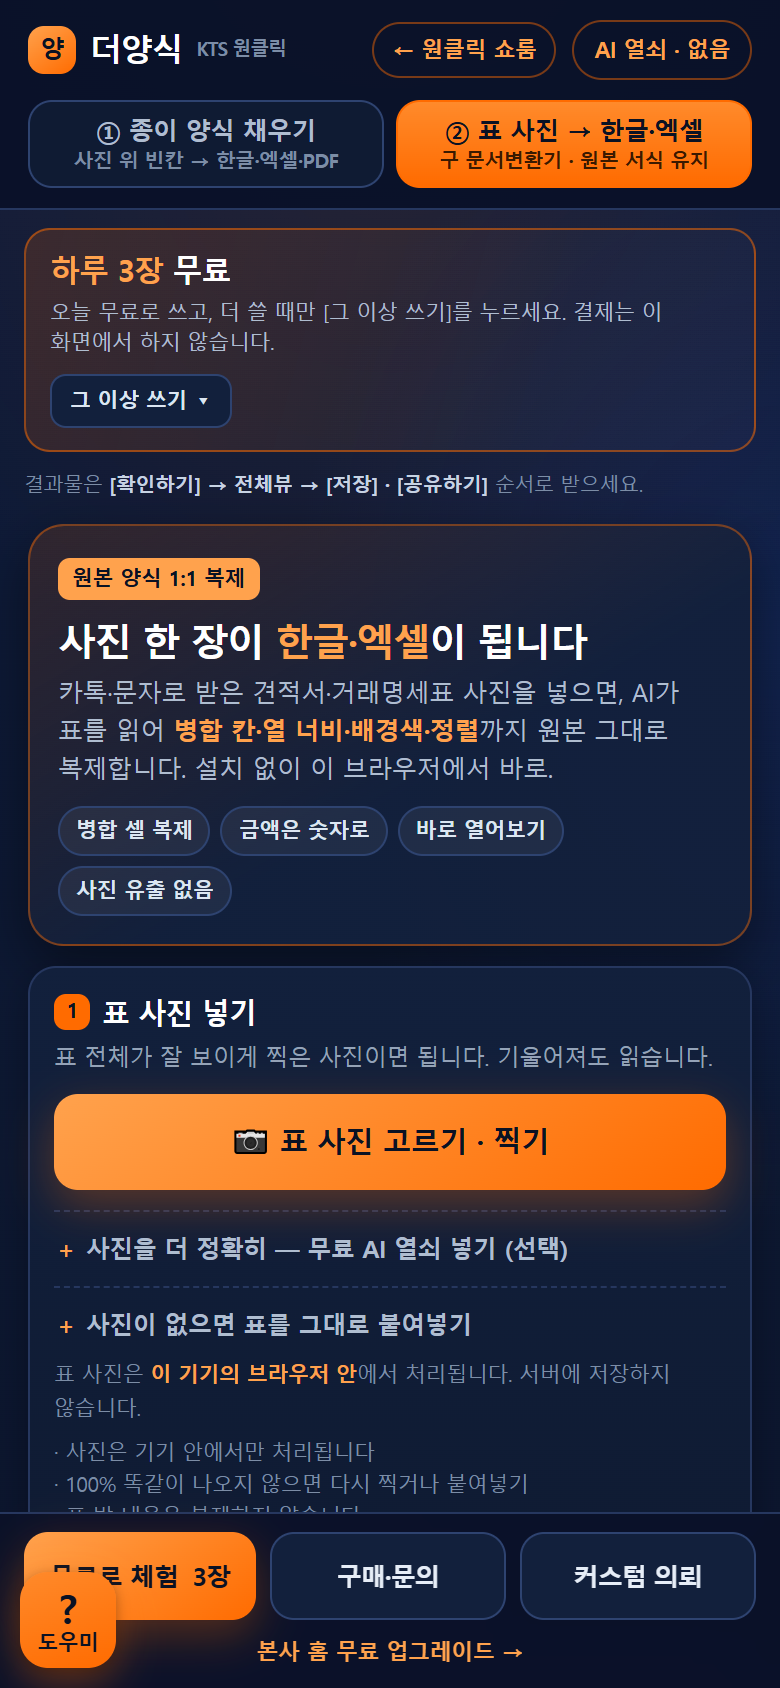 양 더양식 KTS 원클릭
← 원클릭 쇼룸
AI 열쇠 · 없음
① 종이 양식 채우기
사진 위 빈칸 → 한글·엑셀·PDF
② 표 사진 → 한글·엑셀
구 문서변환기 · 원본 서식 유지
하루 3장 무료
오늘 무료로 쓰고, 더 쓸 때만 [그 이상 쓰기]를 누르세요. 결제는 이
화면에서 하지 않습니다.
그 이상 쓰기 ▾
결과물은 [확인하기] → 전체뷰 → [저장] · [공유하기] 순서로 받으세요.
원본 양식 1:1 복제
사진 한 장이 한글·엑셀이 됩니다
카톡·문자로 받은 견적서·거래명세표 사진을 넣으면, AI가
표를 읽어 병합 칸·열 너비·배경색·정렬까지 원본 그대로
복제합니다. 설치 없이 이 브라우저에서 바로.
병합 셀 복제
금액은 숫자로
바로 열어보기
사진 유출 없음
1 표 사진 넣기
표 전체가 잘 보이게 찍은 사진이면 됩니다. 기울어져도 읽습니다.
표 사진 고르기 · 찍기
+ 사진을 더 정확히 — 무료 AI 열쇠 넣기 (선택)
+ 사진이 없으면 표를 그대로 붙여넣기
표 사진은 이 기기의 브라우저 안에서 처리됩니다. 서버에 저장하지
않습니다.
· 사진은 기기 안에서만 처리됩니다
· 100% 똑같이 나오지 않으면 다시 찍거나 붙여넣기
체험 3장
구매·문의
커스텀 의뢰
?
도우미
본사 홈 무료 업그레이드 →